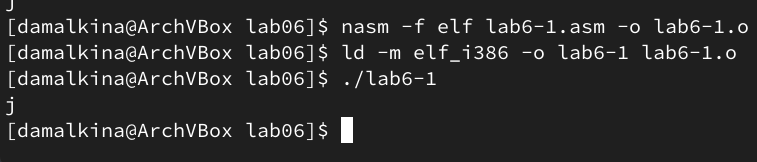 j
[damalkina@ArchVBox lab06]$ nasm -f elf lab6-1.asm -o lab6-1.o
[damalkina@ArchVBox lab06]$ ld -m elf_i386 -o lab6-1 lab6-1.o
[damalkina@ArchVBox lab06]$ ./lab6-1
j
[damalkina@ArchVBox lab06]$